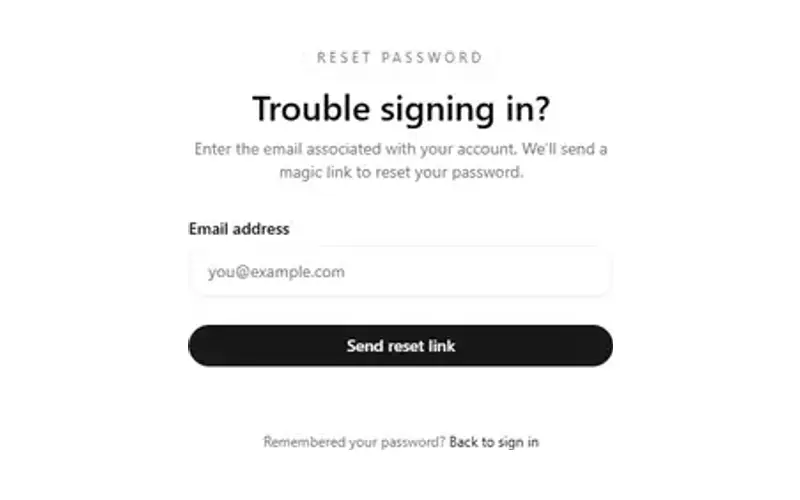 RESET PASSWORD
Trouble signing in?
Enter the email associated with your account. We'll send a
magic link to reset your password.
Email address
you@example.com
Send reset link
Remembered your password? Back to sign in